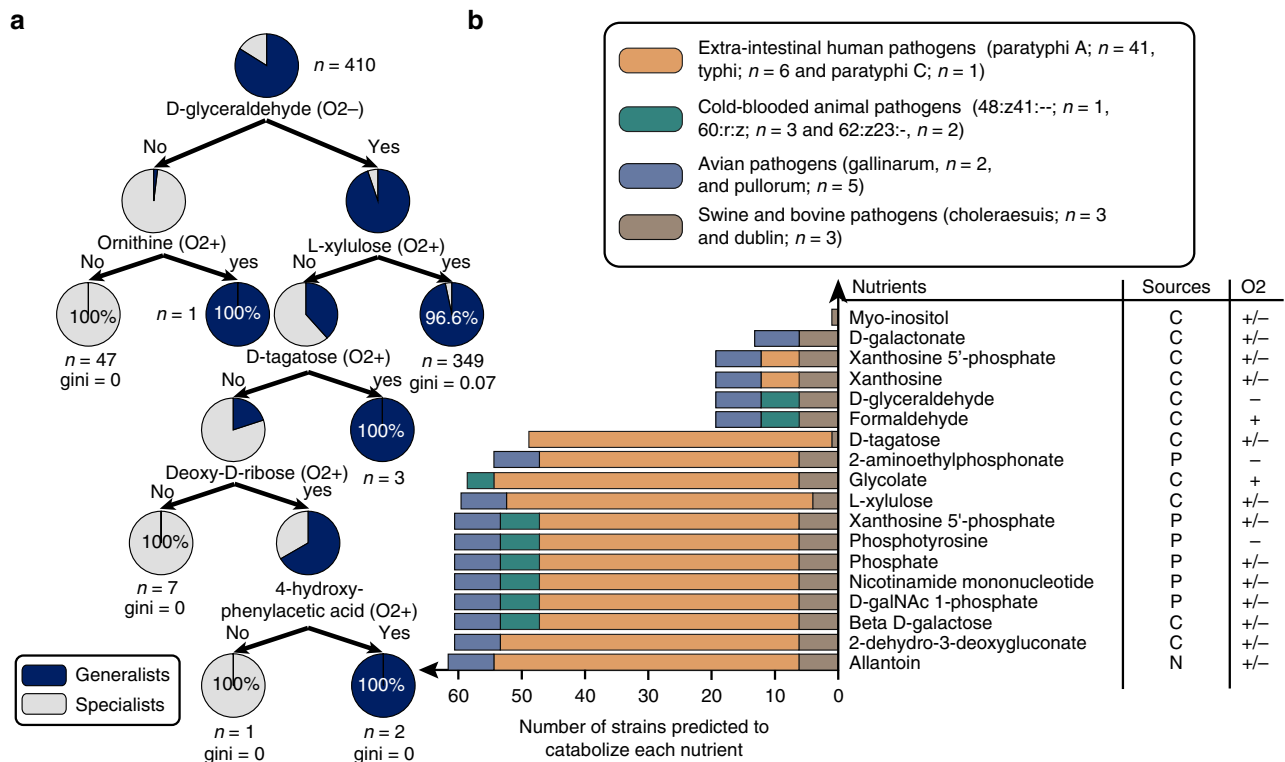 a
n = 410
D-glyceraldehyde (O2–)
No
Yes
Ornithine (O2+)
L-xylulose (O2+)
No
yes
No
yes
100%
n = 1
100%
96.6%
n = 47
gini = 0
D-tagatose (O2+)
n = 349
gini = 0.07
No
yes
100%
Deoxy-D-ribose (O2+)
n = 3
No
yes
100%
n = 7
gini = 0
4-hydroxy-
phenylacetic acid (O2+)
No
Yes
100%
100%
n = 1
gini = 0
n = 2
gini = 0
Generalists
Specialists
b
Extra-intestinal human pathogens (paratyphi A; n = 41,
typhi; n = 6 and paratyphi C; n = 1)
Cold-blooded animal pathogens (48:z41:--; n = 1,
60:r:z; n = 3 and 62:z23:-, n = 2)
Avian pathogens (gallinarum, n = 2,
and pullorum; n = 5)
Swine and bovine pathogens (choleraesuis; n = 3
and dublin; n = 3)
Nutrients Sources O2
Myo-inositol C +/–
D-galactonate C +/–
Xanthosine 5'-phosphate C +/–
Xanthosine C +/–
D-glyceraldehyde C –
Formaldehyde C +
D-tagatose C +/–
2-aminoethylphosphonate P –
Glycolate C +
L-xylulose C +/–
Xanthosine 5'-phosphate P +/–
Phosphotyrosine P –
Phosphate P +/–
Nicotinamide mononucleotide P +/–
D-galNAc 1-phosphate P +/–
Beta D-galactose C +/–
2-dehydro-3-deoxygluconate C +/–
Allantoin N +/–
60 50 40 30 20 10 0
Number of strains predicted to
catabolize each nutrient